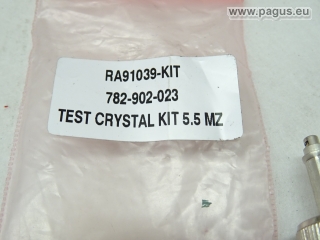 www.pagus.eu
RA91039-KIT
782-902-023
TEST CRYSTAL KIT 5.5 MZ